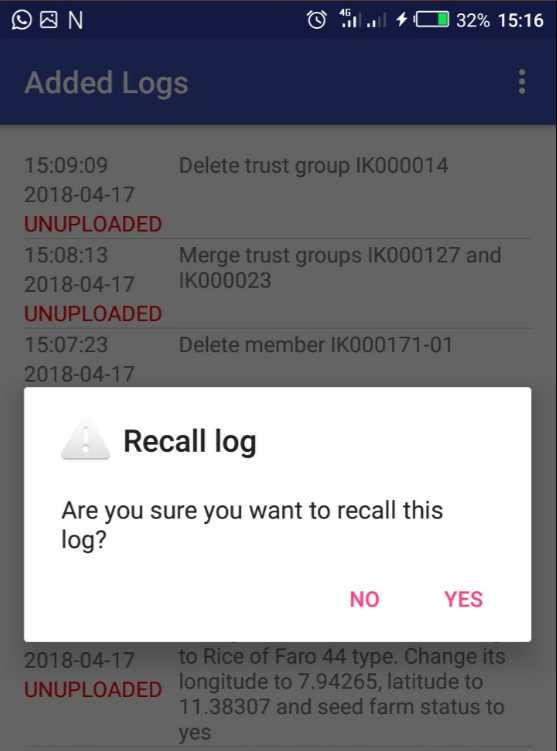 N 4G 32% 15:16
Added Logs
15:09:09 Delete trust group IK000014
2018-04-17
UNUPLOADED
15:08:13 Merge trust groups IK000127 and
2018-04-17 IK000023
UNUPLOADED
15:07:23 Delete member IK000171-01
2018-04-17
Recall log
Are you sure you want to recall this
log?
NO YES
2018-04-17 to Rice of Faro 44 type. Change its
UNUPLOADED longitude to 7.94265, latitude to
11.38307 and seed farm status to
yes